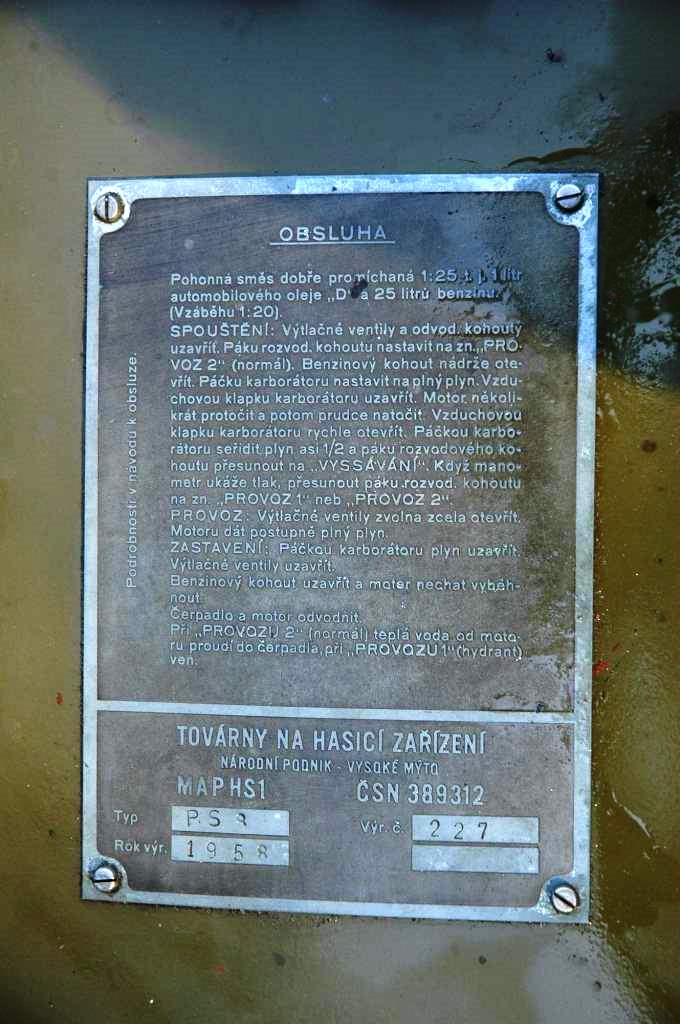 OBSLUHA
Pohonná směs dobře promíchaná 1:25 t. j. 1 litr
automobilového oleje „D“ a 25 litrů benzinu.
(Vzáběhu 1:20).
SPOUŠTĚNÍ: Výtlačné ventily a odvod. kohouty
uzavřít. Páku rozvod. kohoutu nastavit na zn. „PRO-
VOZ 2“ (normál). Benzinový kohout nádrže ote-
vřít. Páčku karborátoru nastavit na plný plyn. Vzdu-
chovou klapku karborátoru uzavřít. Motor několi-
krát protočit a potom prudce natočit. Vzduchovou
klapku karborátoru rychle otevřít. Páčkou karbo-
rátoru seřídit plyn asi 1/2 a páku rozvodového ko-
houtu přesunout na „VYSSÁVÁNÍ“. Když mano-
metr ukáže tlak, přesunout páku rozvod. kohoutu
na zn. „PROVOZ 1“ neb „PROVOZ 2“.
PROVOZ: Výtlačné ventily zvolna zcela otevřít.
Motoru dát postupně plný plyn.
ZASTAVENÍ: Páčkou karborátoru plyn uzavřít.
Výtlačné ventily uzavřít.
Benzinový kohout uzavřít a motor nechat vyběh-
nout.
Čerpadlo a motor odvodnit.
Při „PROVOZU 2“ (normál) teplá voda od moto-
ru proudí do čerpadla, při „PROVOZU 1“ (hydrant)
ven.
Podrobnosti v návodu k obsluze.
TOVÁRNY NA HASICÍ ZAŘÍZENÍ
NÁRODNÍ PODNIK - VYSOKÉ MÝTO
MAP HS1 ČSN 389312
Typ PS8 Výr. č. 227
Rok výr. 1958